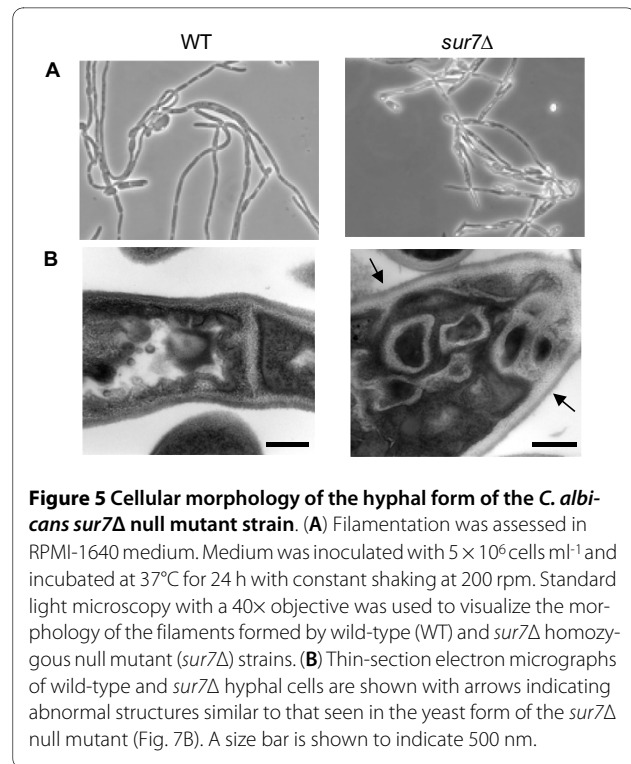 WT sur7Δ
A
B
Figure 5 Cellular morphology of the hyphal form of the C. albi-
cans sur7Δ null mutant strain. (A) Filamentation was assessed in
RPMI-1640 medium. Medium was inoculated with 5 × 10⁶ cells ml⁻¹ and
incubated at 37°C for 24 h with constant shaking at 200 rpm. Standard
light microscopy with a 40× objective was used to visualize the mor-
phology of the filaments formed by wild-type (WT) and sur7Δ homozy-
gous null mutant (sur7Δ) strains. (B) Thin-section electron micrographs
of wild-type and sur7Δ hyphal cells are shown with arrows indicating
abnormal structures similar to that seen in the yeast form of the sur7Δ
null mutant (Fig. 7B). A size bar is shown to indicate 500 nm.